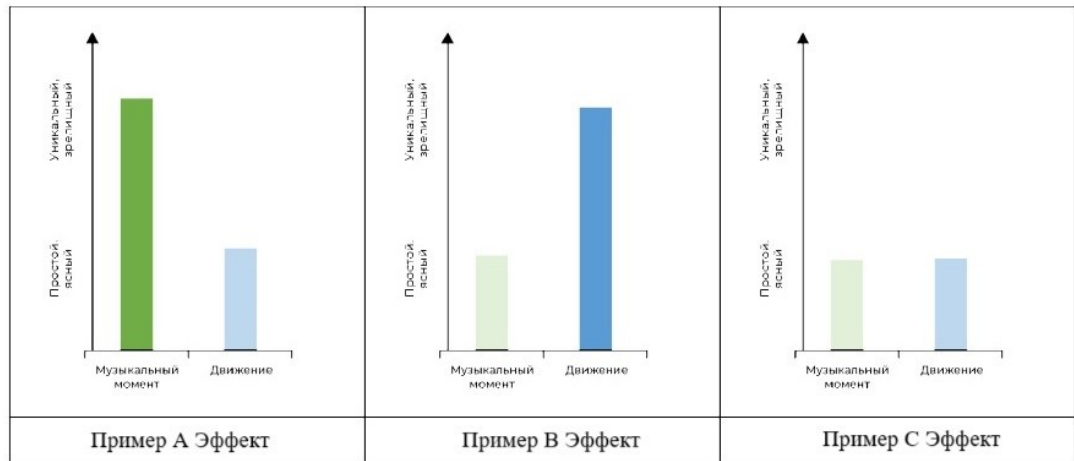 Уникальный,
зрелищный
Простой.
ясный
Музыкальный
момент
Движение
Уникальный,
зрелищный
Простой.
ясный
Музыкальный
момент
Движение
Уникальный,
зрелищный
Простой.
ясный
Музыкальный
момент
Движение
Пример A Эффект
Пример B Эффект
Пример C Эффект